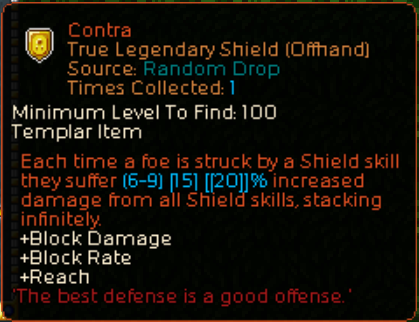 Contra
True Legendary Shield (Offhand)
Source: Random Drop
Times Collected: 1
Minimum Level To Find: 100
Templar Item
Each time a foe is struck by a Shield skill
they suffer (6-9) [15] [[20]]% increased
damage from all Shield skills, stacking
infinitely.
+Block Damage
+Block Rate
+Reach
'The best defense is a good offense.'